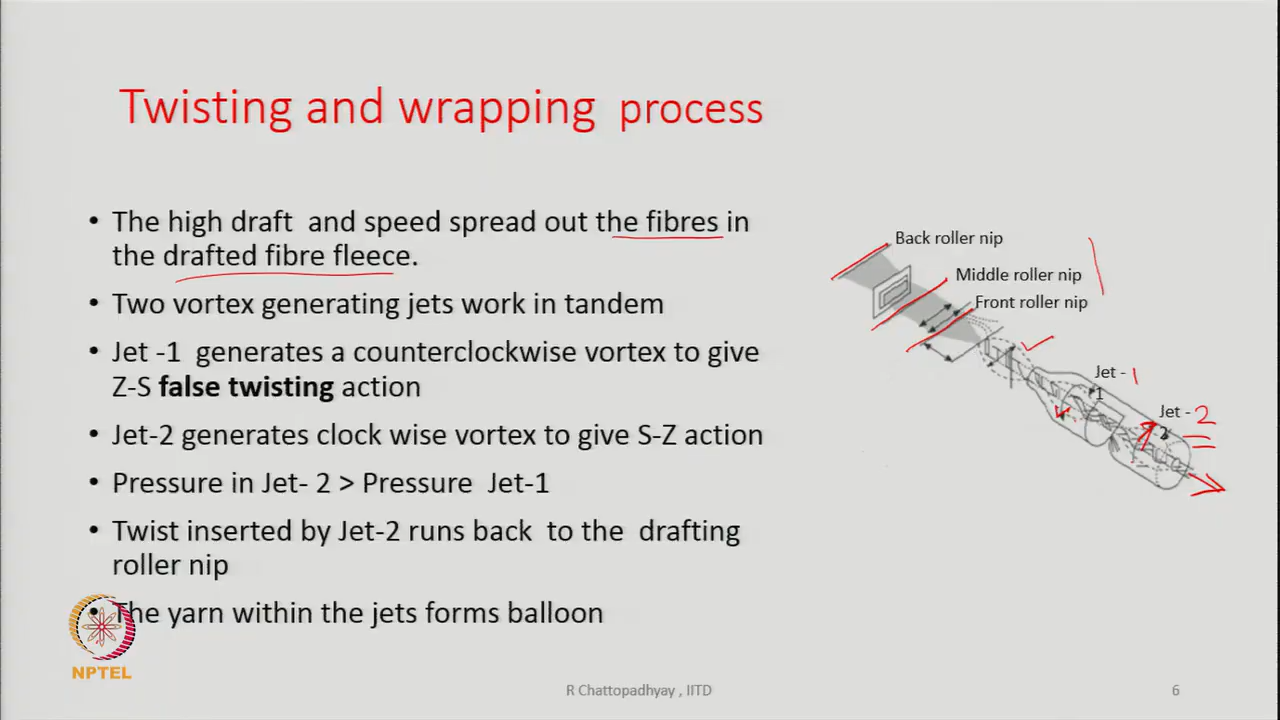 Twisting and wrapping process
• The high draft and speed spread out the fibres in
the drafted fibre fleece.
• Two vortex generating jets work in tandem
• Jet -1 generates a counterclockwise vortex to give
Z-S false twisting action
• Jet-2 generates clock wise vortex to give S-Z action
• Pressure in Jet- 2 > Pressure Jet-1
• Twist inserted by Jet-2 runs back to the drafting
roller nip
• The yarn within the jets forms balloon
Back roller nip
Middle roller nip
Front roller nip
Jet - 1
1
Jet - 2
2
NPTEL
R Chattopadhyay , IITD
6